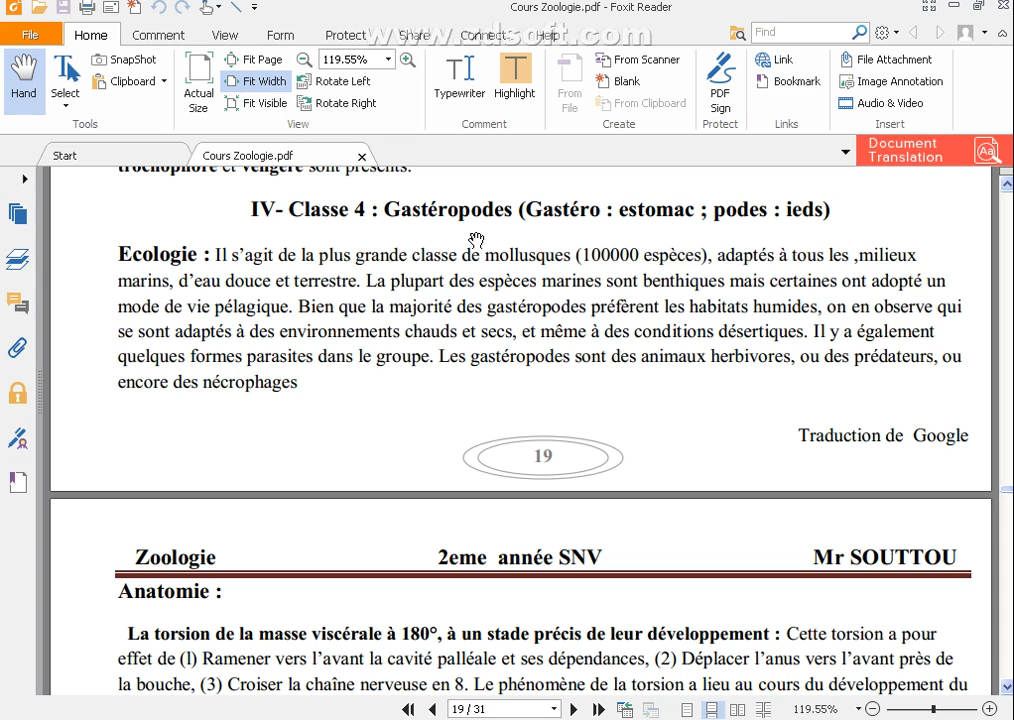 Cours Zoologie.pdf - Foxit Reader
File Home Comment View Form Protect Share Connect Help Find
www.rdsoft.com
SnapShot Fit Page 119.55% From Scanner Link File Attachment
Clipboard Fit Width Rotate Left Blank Bookmark Image Annotation
Hand Select Actual Size Fit Visible Rotate Right Typewriter Highlight From File From Clipboard PDF Sign Audio & Video
Tools View Comment Create Protect Links Insert
Start Cours Zoologie.pdf Document Translation
trochophore et véligère sont présents.
IV- Classe 4 : Gastéropodes (Gastéro : estomac ; podes : ieds)
Ecologie : Il s’agit de la plus grande classe de mollusques (100000 espèces), adaptés à tous les ,milieux
marins, d’eau douce et terrestre. La plupart des espèces marines sont benthiques mais certaines ont adopté un
mode de vie pélagique. Bien que la majorité des gastéropodes préfèrent les habitats humides, on en observe qui
se sont adaptés à des environnements chauds et secs, et même à des conditions désertiques. Il y a également
quelques formes parasites dans le groupe. Les gastéropodes sont des animaux herbivores, ou des prédateurs, ou
encore des nécrophages
Traduction de Google
19
Zoologie 2eme année SNV Mr SOUTTOU
Anatomie :
La torsion de la masse viscérale à 180°, à un stade précis de leur développement : Cette torsion a pour
effet de (l) Ramener vers l’avant la cavité palléale et ses dépendances, (2) Déplacer l’anus vers l’avant près de
la bouche, (3) Croiser la chaîne nerveuse en 8. Le phénomène de la torsion a lieu au cours du développement du
19 / 31 119.55%